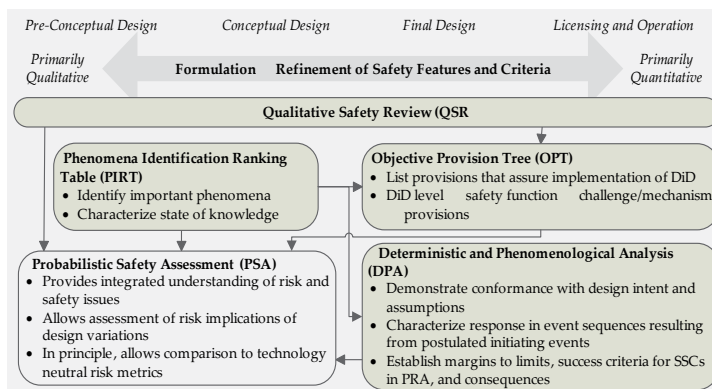 Pre-Conceptual Design Conceptual Design Final Design Licensing and Operation
Primarily
Qualitative
Formulation Refinement of Safety Features and Criteria
Primarily
Quantitative
Qualitative Safety Review (QSR
Phenomena Identification Ranking
Table (PIRT)
• Identify important phenomena
• Characterize state of knowledge
Objective Provision Tree (OPT)
• List provisions that assure implementation of DiD
• DiD level safety function challenge/mechanism
provisions
Probabilistic Safety Assessment (PSA)
• Provides integrated understanding of risk and
safety issues
• Allows assessment of risk implications of
design variations
• In principle, allows comparison to technology
neutral risk metrics
Deterministic and Phenomenological Analysis
(DPA)
• Demonstrate conformance with design intent and
assumptions
• Characterize response in event sequences resulting
from postulated initiating events
• Establish margins to limits, success criteria for SSCs
in PRA, and consequences